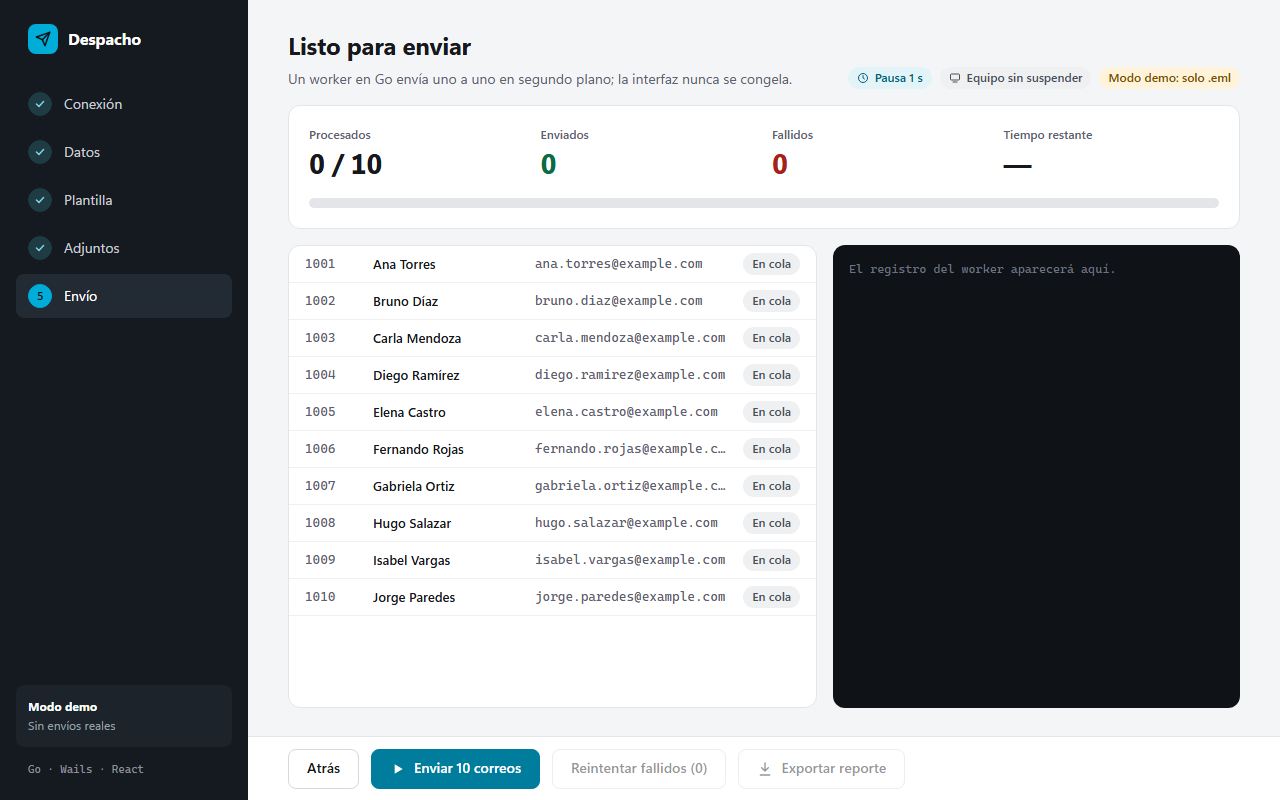 Despacho
Conexión
Datos
Plantilla
Adjuntos
5 Envío
Modo demo
Sin envios reales
Go · Wails · React
Listo para enviar
Un worker en Go envía uno a uno en segundo plano; la interfaz nunca se congela.
Pausa 1 s
Equipo sin suspender
Modo demo: solo .eml
Procesados
0 / 10
Enviados
0
Fallidos
0
Tiempo restante
—
1001 Ana Torres ana.torres@example.com En cola
1002 Bruno Díaz bruno.diaz@example.com En cola
1003 Carla Mendoza carla.mendoza@example.com En cola
1004 Diego Ramírez diego.ramirez@example.com En cola
1005 Elena Castro elena.castro@example.com En cola
1006 Fernando Rojas fernando.rojas@example.c… En cola
1007 Gabriela Ortiz gabriela.ortiz@example.c… En cola
1008 Hugo Salazar hugo.salazar@example.com En cola
1009 Isabel Vargas isabel.vargas@example.com En cola
1010 Jorge Paredes jorge.paredes@example.com En cola
El registro del worker aparecerá aquí.
Atrás
Enviar 10 correos
Reintentar fallidos (0)
Exportar reporte